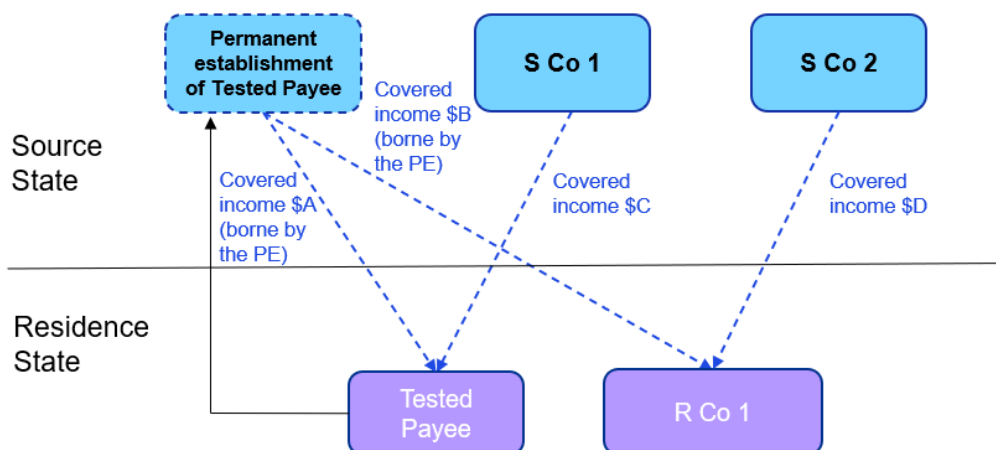 Permanent
establishment
of Tested Payee
S Co 1
S Co 2
Covered
income $B
(borne by
the PE)
Source
State
Covered
income $A
(borne by
the PE)
Covered
income $C
Covered
income $D
Residence
State
Tested
Payee
R Co 1